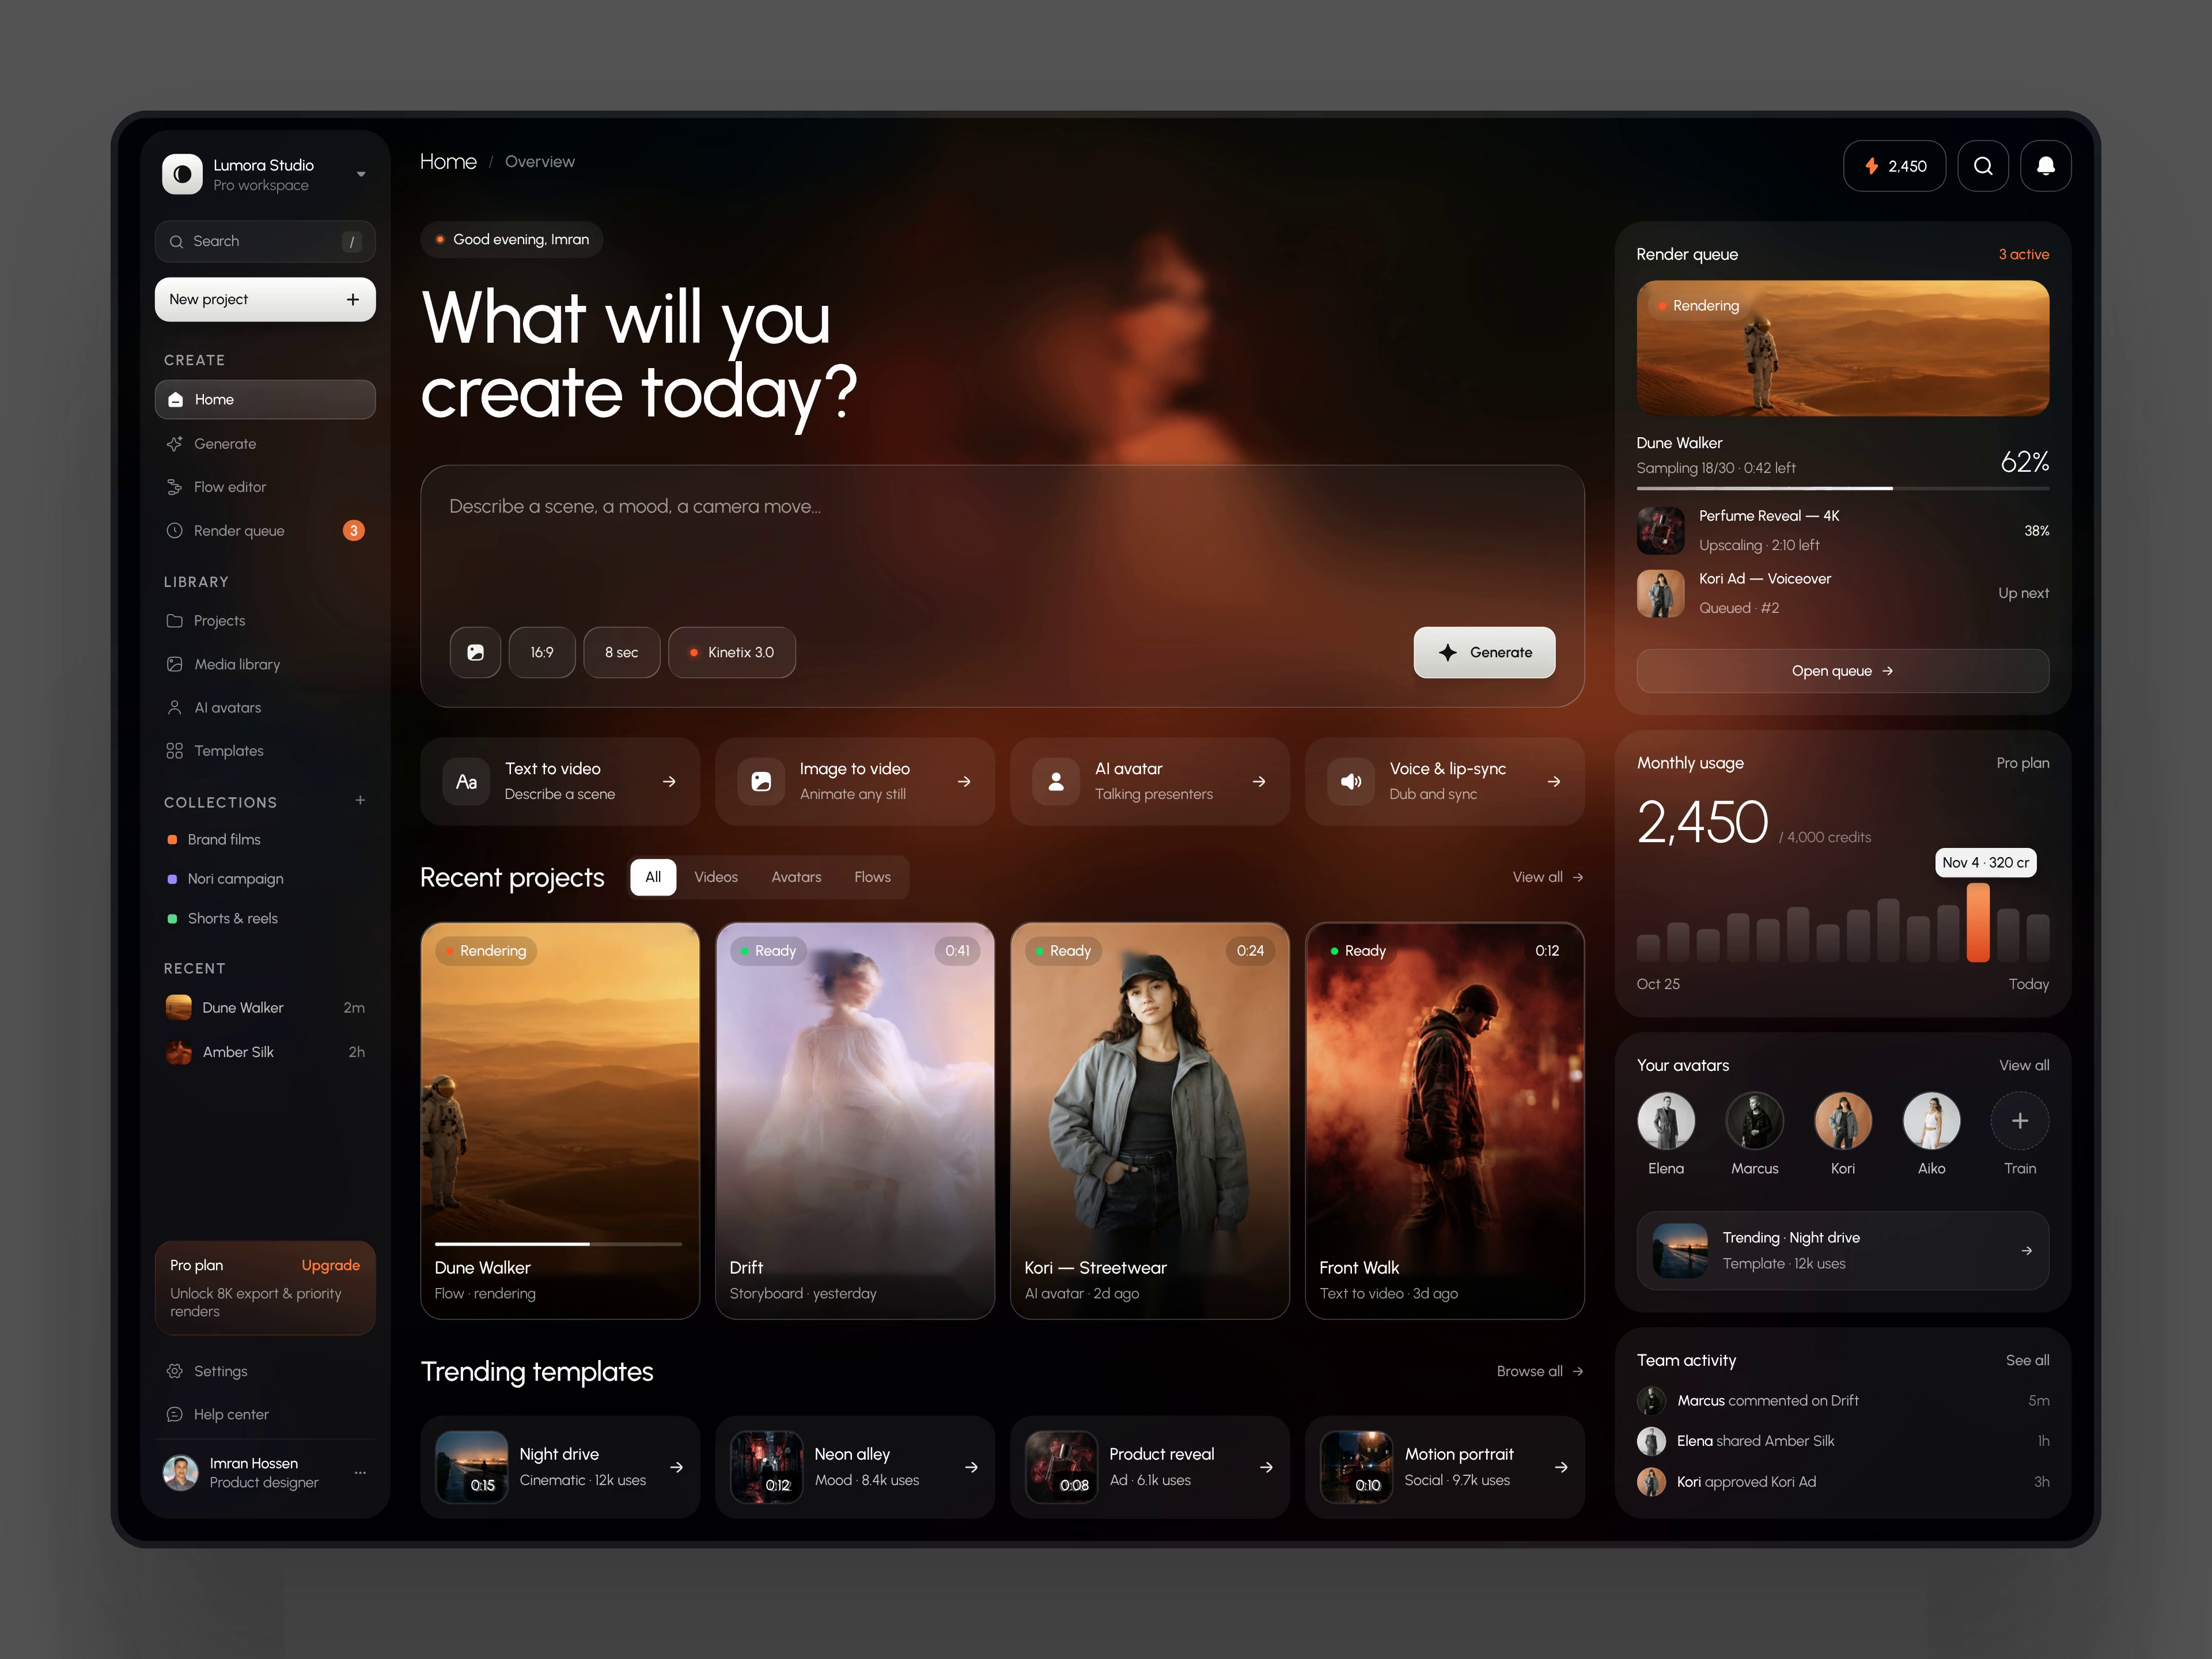 Lumora Studio
Pro workspace
Search
/
New project
+
CREATE
Home
Generate
Flow editor
Render queue
3
LIBRARY
Projects
Media library
AI avatars
Templates
COLLECTIONS
+
Brand films
Nori campaign
Shorts & reels
RECENT
Dune Walker
2m
Amber Silk
2h
Pro plan
Upgrade
Unlock 8K export & priority
renders
Settings
Help center
Imran Hossen
Product designer
Home / Overview
2,450
Good evening, Imran
What will you
create today?
Describe a scene, a mood, a camera move...
16:9
8 sec
Kinetix 3.0
Generate
Aa
Text to video
Describe a scene
Image to video
Animate any still
AI avatar
Talking presenters
Voice & lip-sync
Dub and sync
Recent projects
All
Videos
Avatars
Flows
View all →
Rendering
Dune Walker
Flow · rendering
Ready
0:41
Drift
Storyboard · yesterday
Ready
0:24
Kori — Streetwear
AI avatar · 2d ago
Ready
0:12
Front Walk
Text to video · 3d ago
Trending templates
Browse all →
0:15
Night drive
Cinematic · 12k uses
0:12
Neon alley
Mood · 8.4k uses
0:08
Product reveal
Ad · 6.1k uses
0:10
Motion portrait
Social · 9.7k uses
Render queue
3 active
Rendering
Dune Walker
Sampling 18/30 · 0:42 left
62%
Perfume Reveal — 4K
Upscaling · 2:10 left
38%
Kori Ad — Voiceover
Queued · #2
Up next
Open queue →
Monthly usage
Pro plan
2,450 / 4,000 credits
Nov 4 · 320 cr
Oct 25
Today
Your avatars
View all
Elena
Marcus
Kori
Aiko
Train
Trending · Night drive
Template · 12k uses
Team activity
See all
Marcus commented on Drift
5m
Elena shared Amber Silk
1h
Kori approved Kori Ad
3h